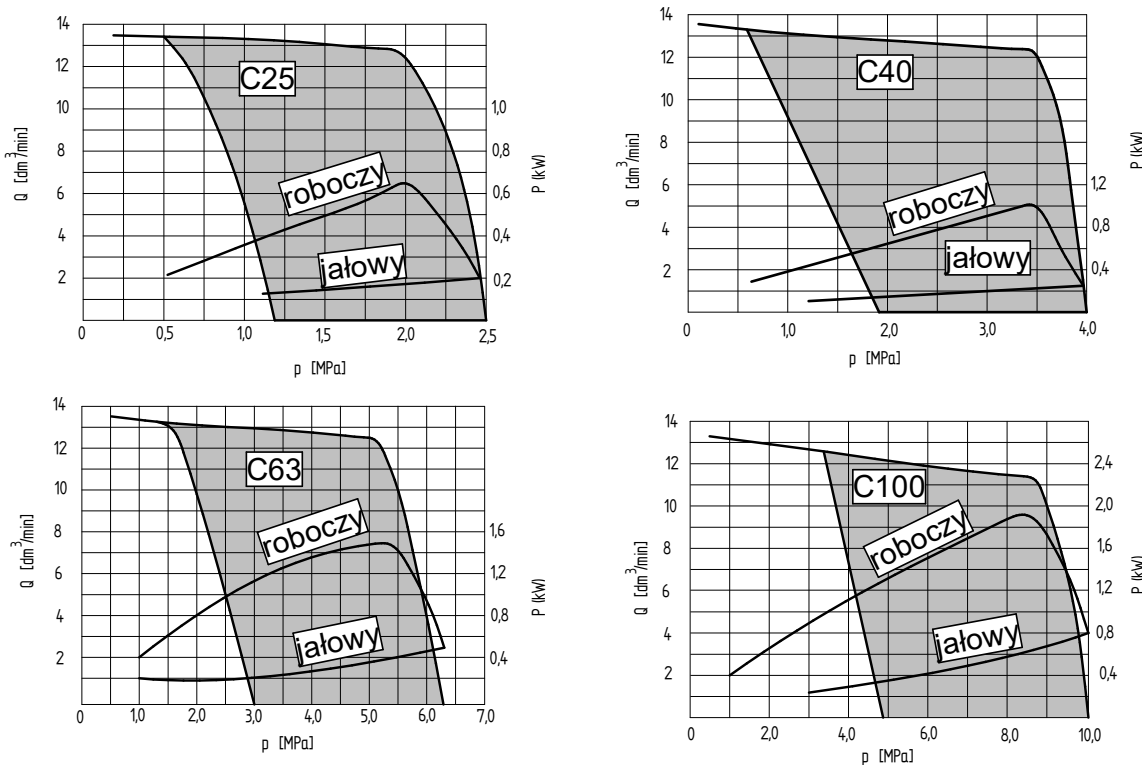 14
12
10
8
6
4
2
Q [dm³/min]
C25
roboczy
jałowy
1,0
0,8
0,6
0,4
0,2
P (kW)
0 0,5 1,0 1,5 2,0 2,5
p [MPa]
14
12
10
8
6
4
2
Q [dm³/min]
C40
roboczy
jałowy
1,2
0,8
0,4
P (kW)
0 1,0 2,0 3,0 4,0
p [MPa]
14
12
10
8
6
4
2
Q [dm³/min]
C63
roboczy
jałowy
1,6
1,2
0,8
0,4
P (kW)
0 1,0 2,0 3,0 4,0 5,0 6,0 7,0
p [MPa]
14
12
10
8
6
4
2
Q [dm³/min]
C100
roboczy
jałowy
2,4
2,0
1,6
1,2
0,8
0,4
P (kW)
0 2,0 4,0 6,0 8,0 10,0
p [MPa]